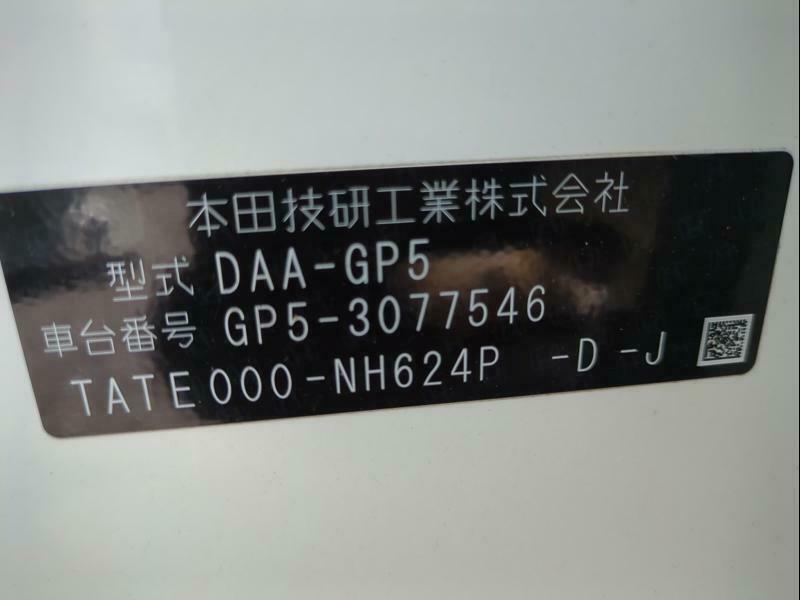 本田技研工業株式会社
型式 DAA-GP5
車台番号 GP5-3077546
TATE000-NH624P -D-J